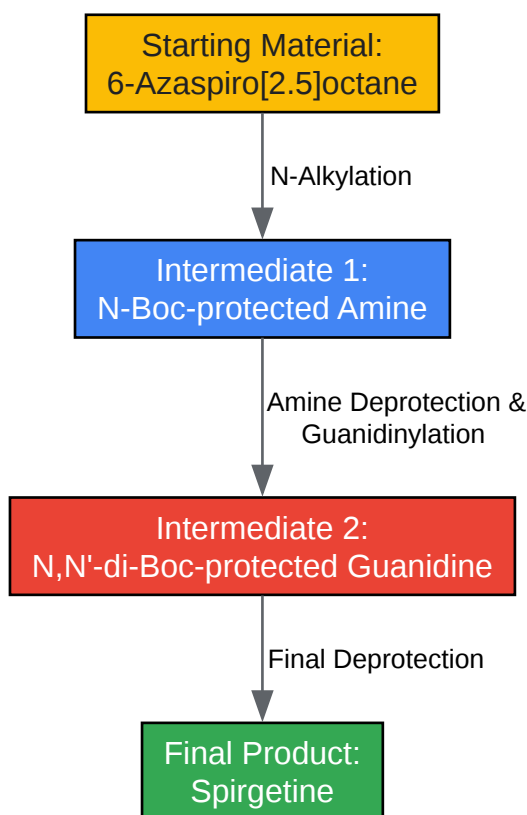 Starting Material:
6-Azaspiro[2.5]octane
N-Alkylation
Intermediate 1:
N-Boc-protected Amine
Amine Deprotection &
Guanidinylation
Intermediate 2:
N,N'-di-Boc-protected Guanidine
Final Deprotection
Final Product:
Spirgetine